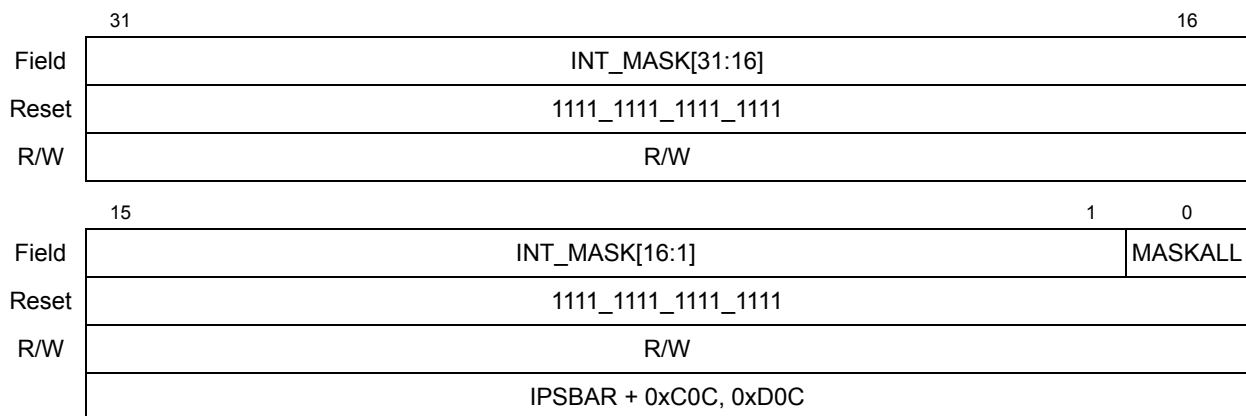 31 16
Field INT_MASK[31:16]
Reset 1111_1111_1111_1111
R/W R/W
15 1 0
Field INT_MASK[16:1] MASKALL
Reset 1111_1111_1111_1111
R/W R/W
IPSBAR + 0xC0C, 0xD0C